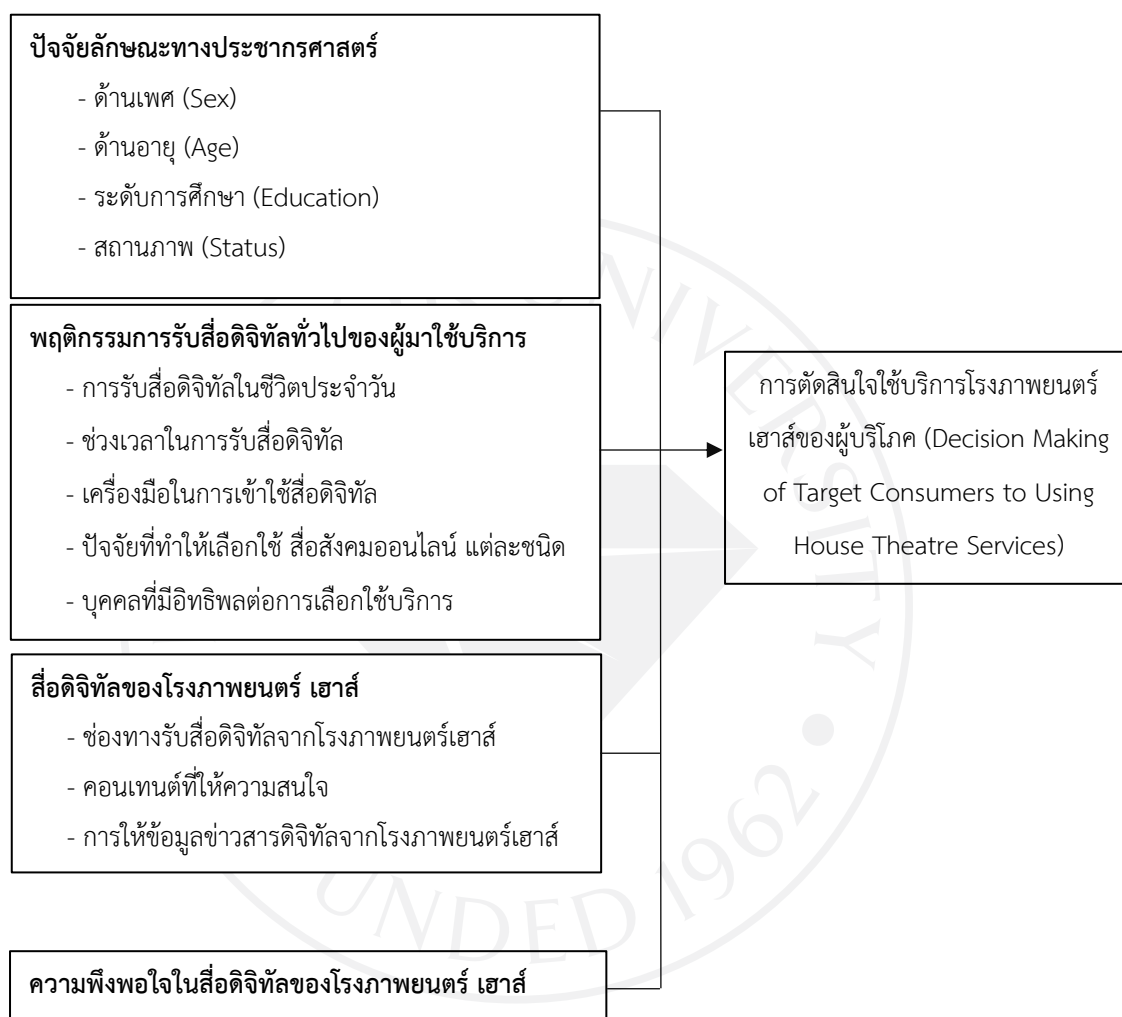 ปัจจัยลักษณะทางประชากรศาสตร์
- ด้านเพศ (Sex)
- ด้านอายุ (Age)
- ระดับการศึกษา (Education)
- สถานภาพ (Status)
พฤติกรรมการรับสื่อดิจิทัลทั่วไปของผู้มาใช้บริการ
- การรับสื่อดิจิทัลในชีวิตประจำวัน
- ช่วงเวลาในการรับสื่อดิจิทัล
- เครื่องมือในการเข้าใช้สื่อดิจิทัล
- ปัจจัยที่ทำให้เลือกใช้ สื่อสังคมออนไลน์ แต่ละชนิด
- บุคคลที่มีอิทธิพลต่อการเลือกใช้บริการ
สื่อดิจิทัลของโรงภาพยนตร์ เฮาส์
- ช่องทางรับสื่อดิจิทัลจากโรงภาพยนตร์เฮาส์
- คอนเทนต์ที่ให้ความสนใจ
- การให้ข้อมูลข่าวสารดิจิทัลจากโรงภาพยนตร์เฮาส์
ความพึงพอใจในสื่อดิจิทัลของโรงภาพยนตร์ เฮาส์
การตัดสินใจใช้บริการโรงภาพยนตร์
เฮาส์ของผู้บริโภค (Decision Making
of Target Consumers to Using
House Theatre Services)
UNIVERSITY
UNDED 1962